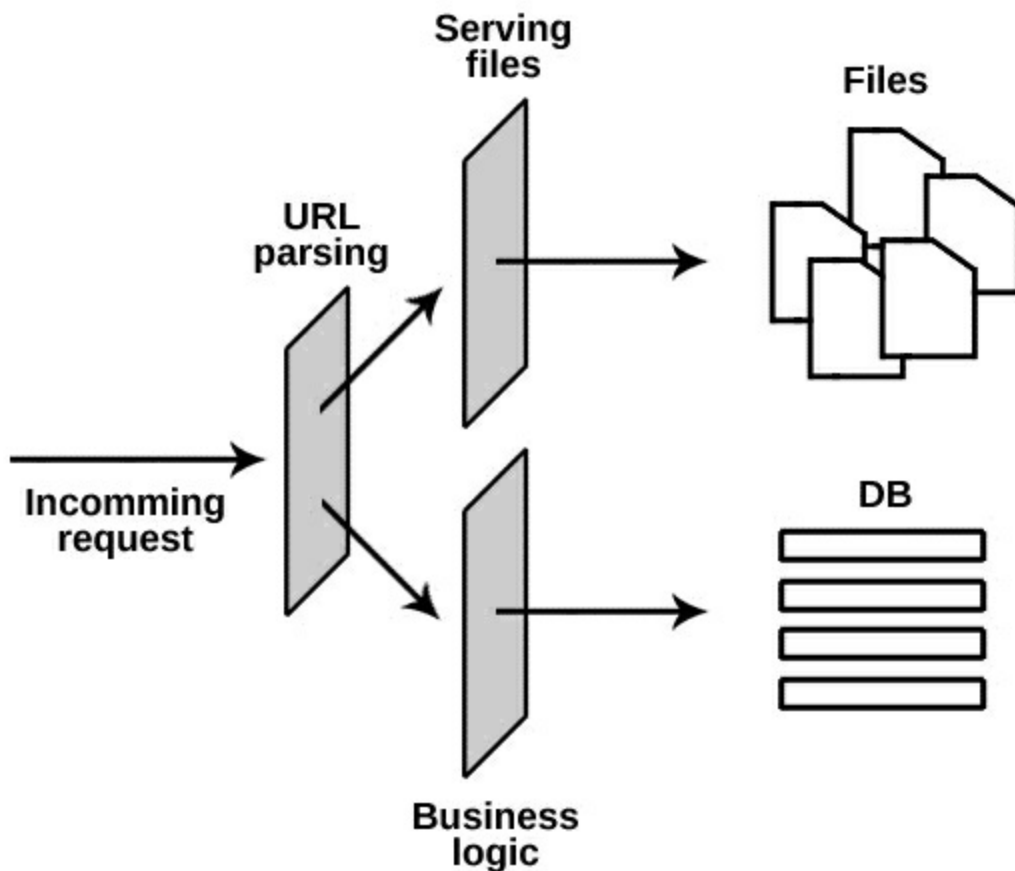 Serving
files
Files
URL
parsing
Incomming
request
DB
Business
logic